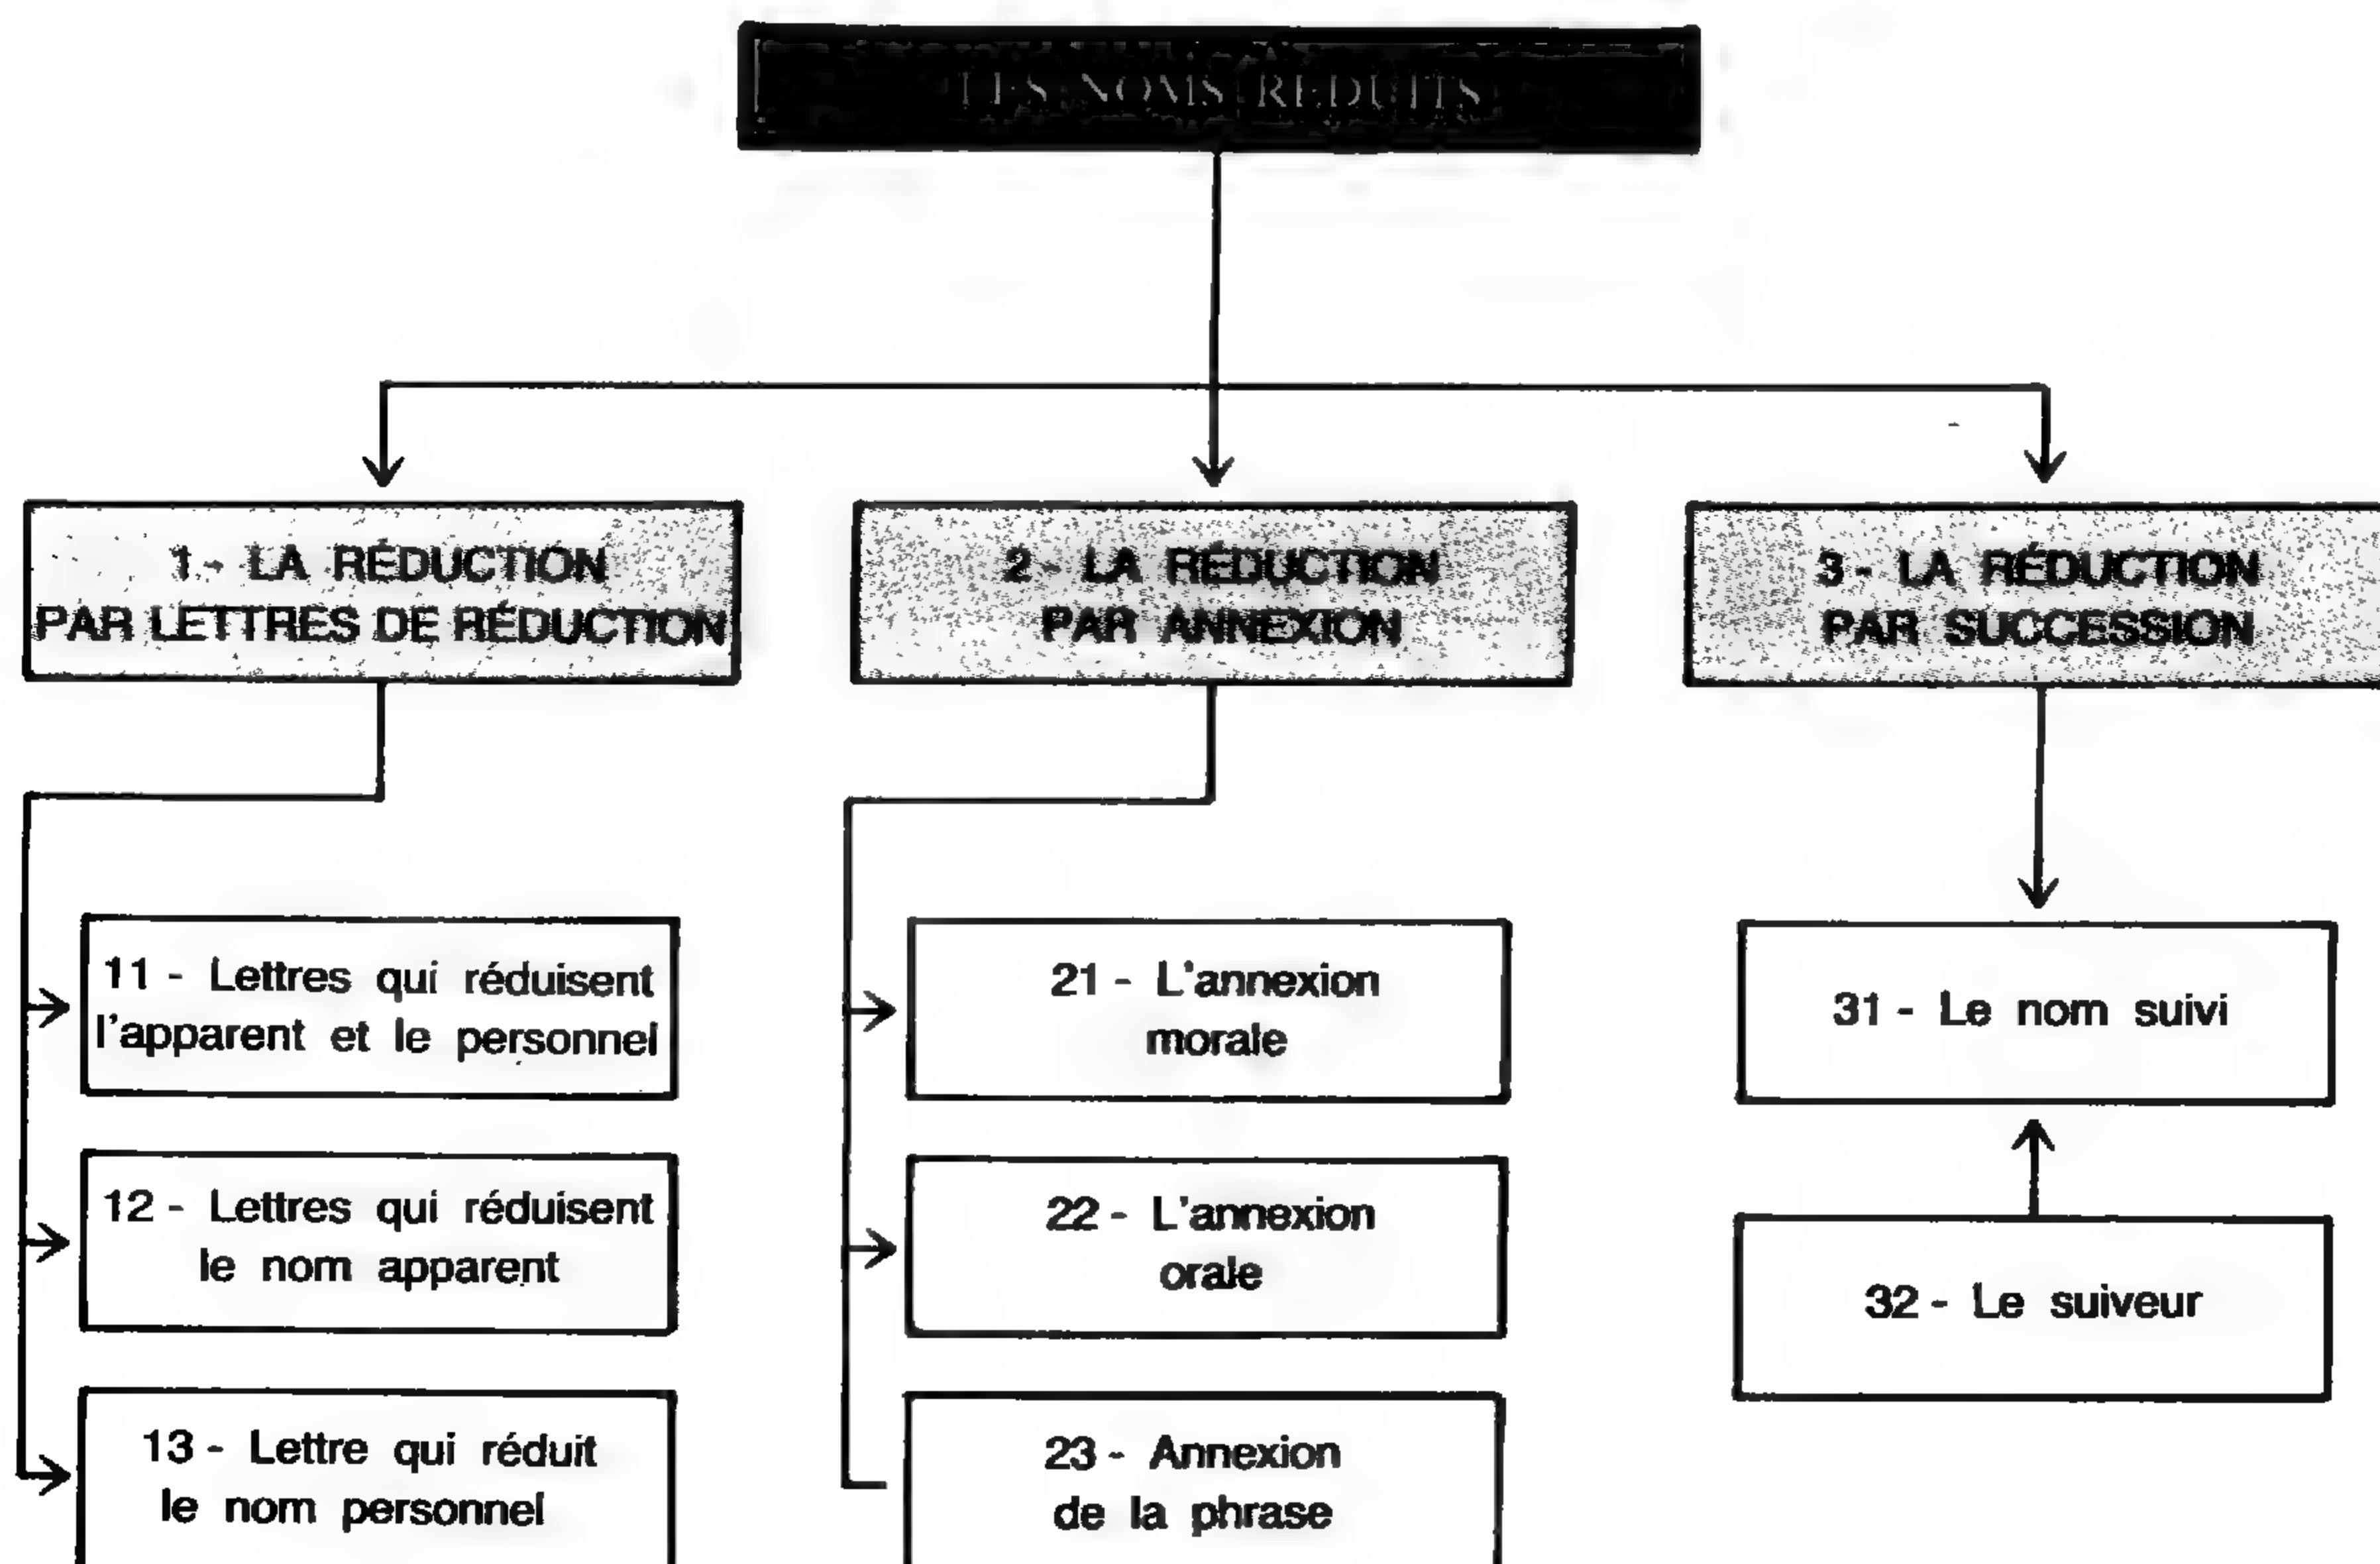 LES NOMS REDUITS
1 - LA RÉDUCTION
PAR LETTRES DE RÉDUCTION
2 - LA RÉDUCTION
PAR ANNEXION
3 - LA RÉDUCTION
PAR SUCCESSION
11 - Lettres qui réduisent
l'apparent et le personnel
12 - Lettres qui réduisent
le nom apparent
13 - Lettre qui réduit
le nom personnel
21 - L'annexion
morale
22 - L'annexion
orale
23 - Annexion
de la phrase
31 - Le nom suivi
32 - Le suiveur